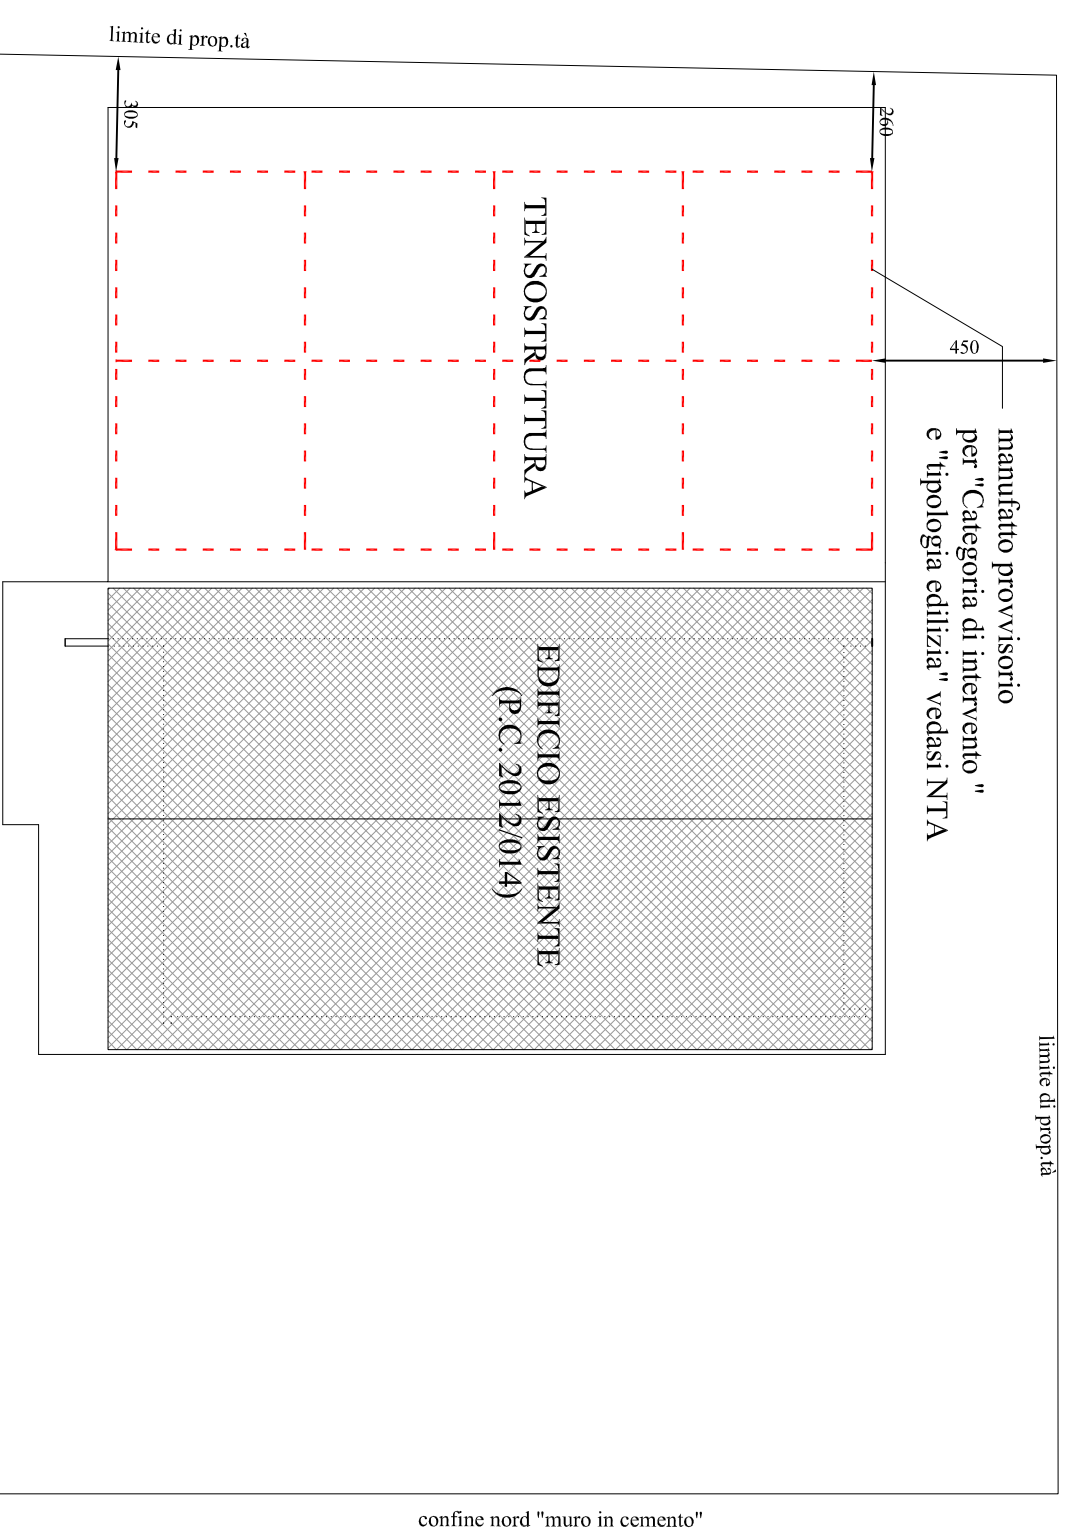 limite di prop.tà
305
260
TENSOSTRUTTURA
450
manufatto provvisorio
per "Categoria di intervento "
e "tipologia edilizia" vedasi NTA
EDIFICIO ESISTENTE
(P.C. 2012/014)
limite di prop.tà
confine nord "muro in cemento"